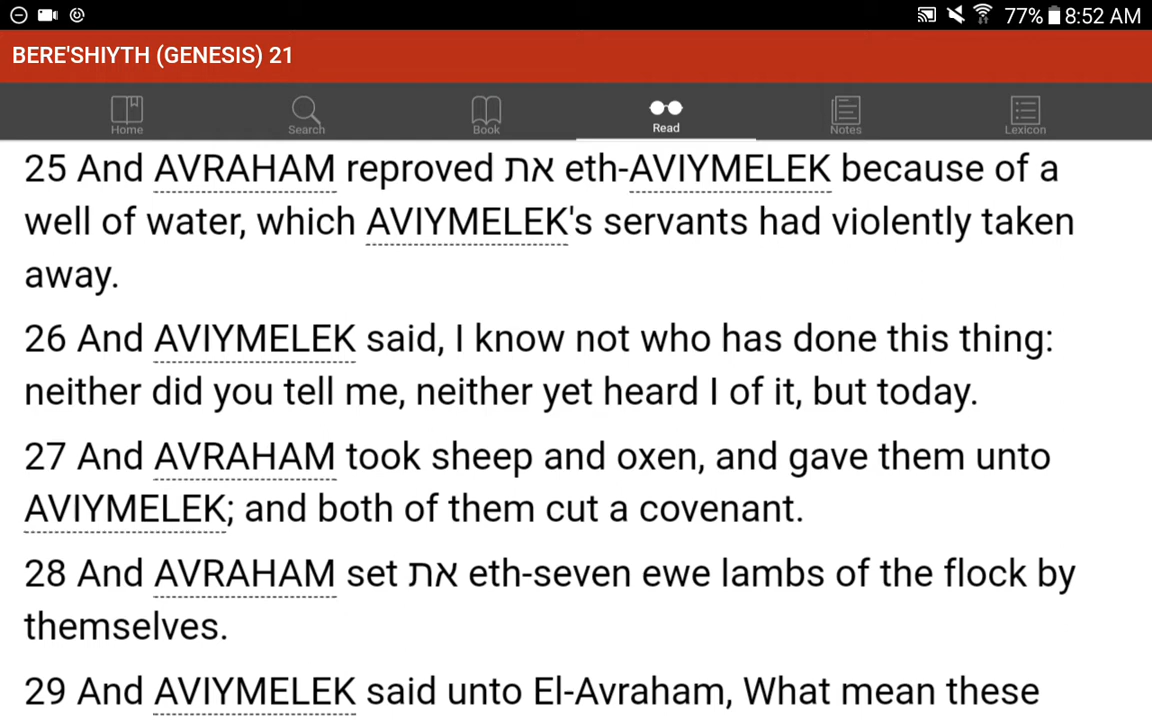 77% 8:52 AM
BERE'SHIYTH (GENESIS) 21
Home Search Book Read Notes Lexicon
25 And AVRAHAM reproved את eth-AVIYMELEK because of a
well of water, which AVIYMELEK's servants had violently taken
away.
26 And AVIYMELEK said, I know not who has done this thing:
neither did you tell me, neither yet heard I of it, but today.
27 And AVRAHAM took sheep and oxen, and gave them unto
AVIYMELEK; and both of them cut a covenant.
28 And AVRAHAM set את eth-seven ewe lambs of the flock by
themselves.
29 And AVIYMELEK said unto El-Avraham, What mean these